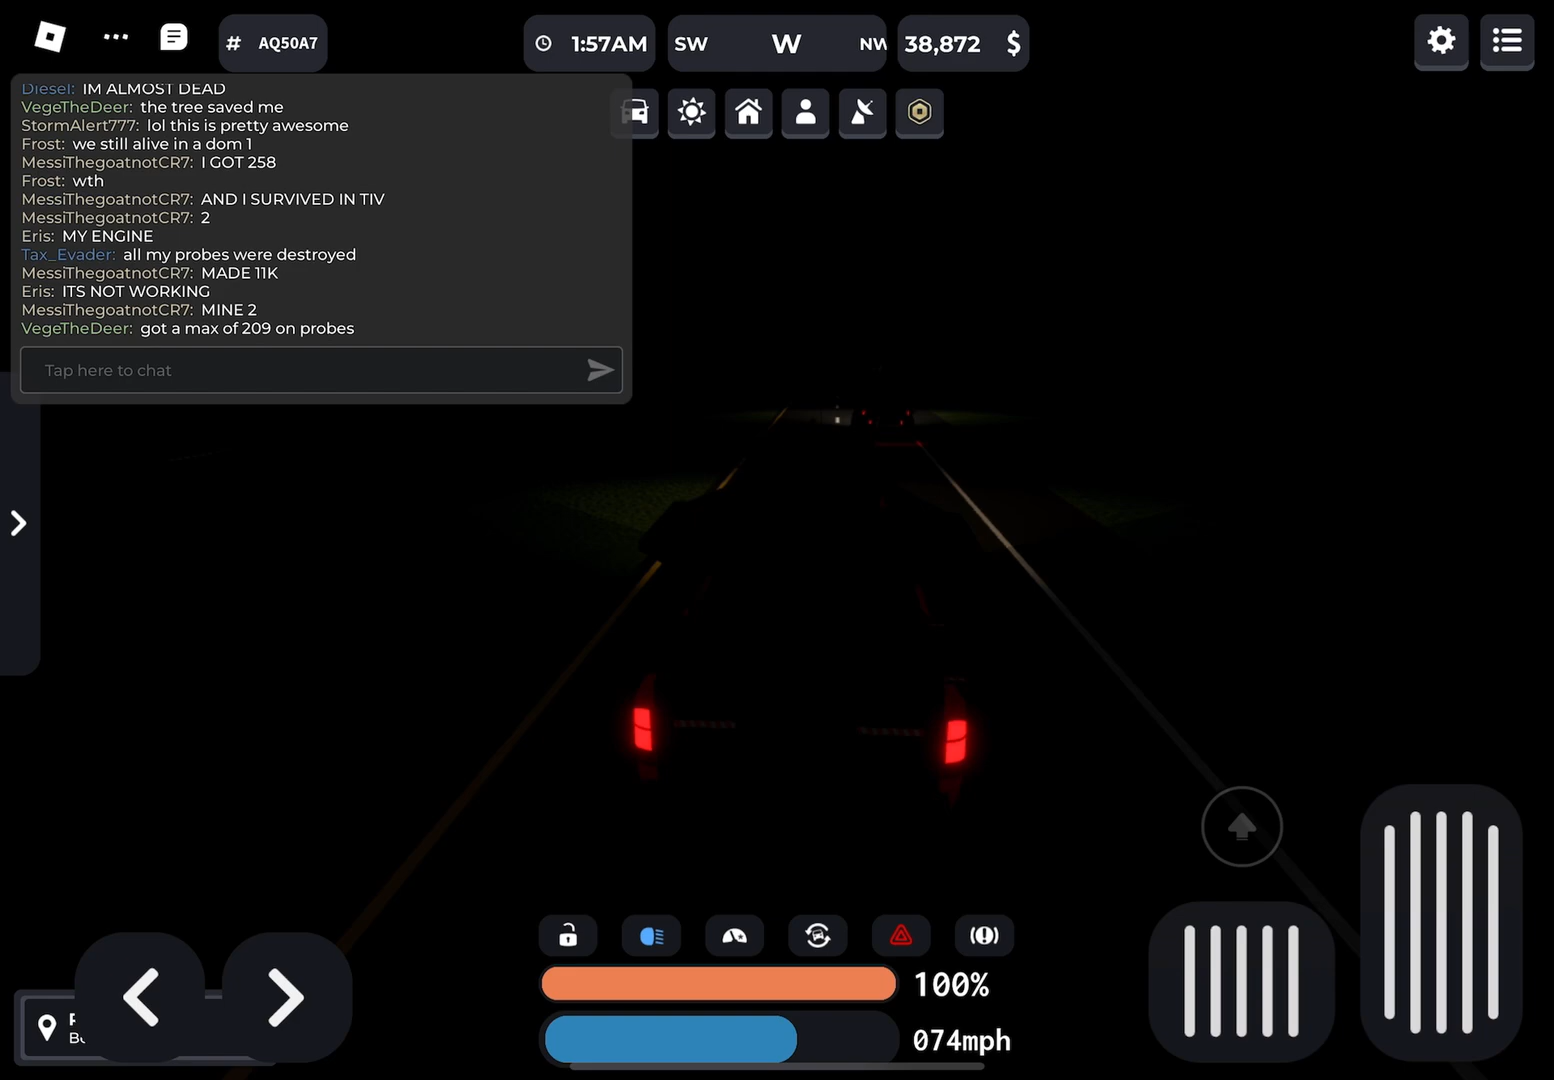 # AQ50A7
1:57AM
SW W NW
38,872 $
Diesel: IM ALMOST DEAD
VegeTheDeer: the tree saved me
StormAlert777: lol this is pretty awesome
Frost: we still alive in a dom 1
MessiThegoatnotCR7: I GOT 258
Frost: wth
MessiThegoatnotCR7: AND I SURVIVED IN TIV
MessiThegoatnotCR7: 2
Eris: MY ENGINE
Tax_Evader: all my probes were destroyed
MessiThegoatnotCR7: MADE 11K
Eris: ITS NOT WORKING
MessiThegoatnotCR7: MINE 2
VegeTheDeer: got a max of 209 on probes
Tap here to chat
100%
074mph